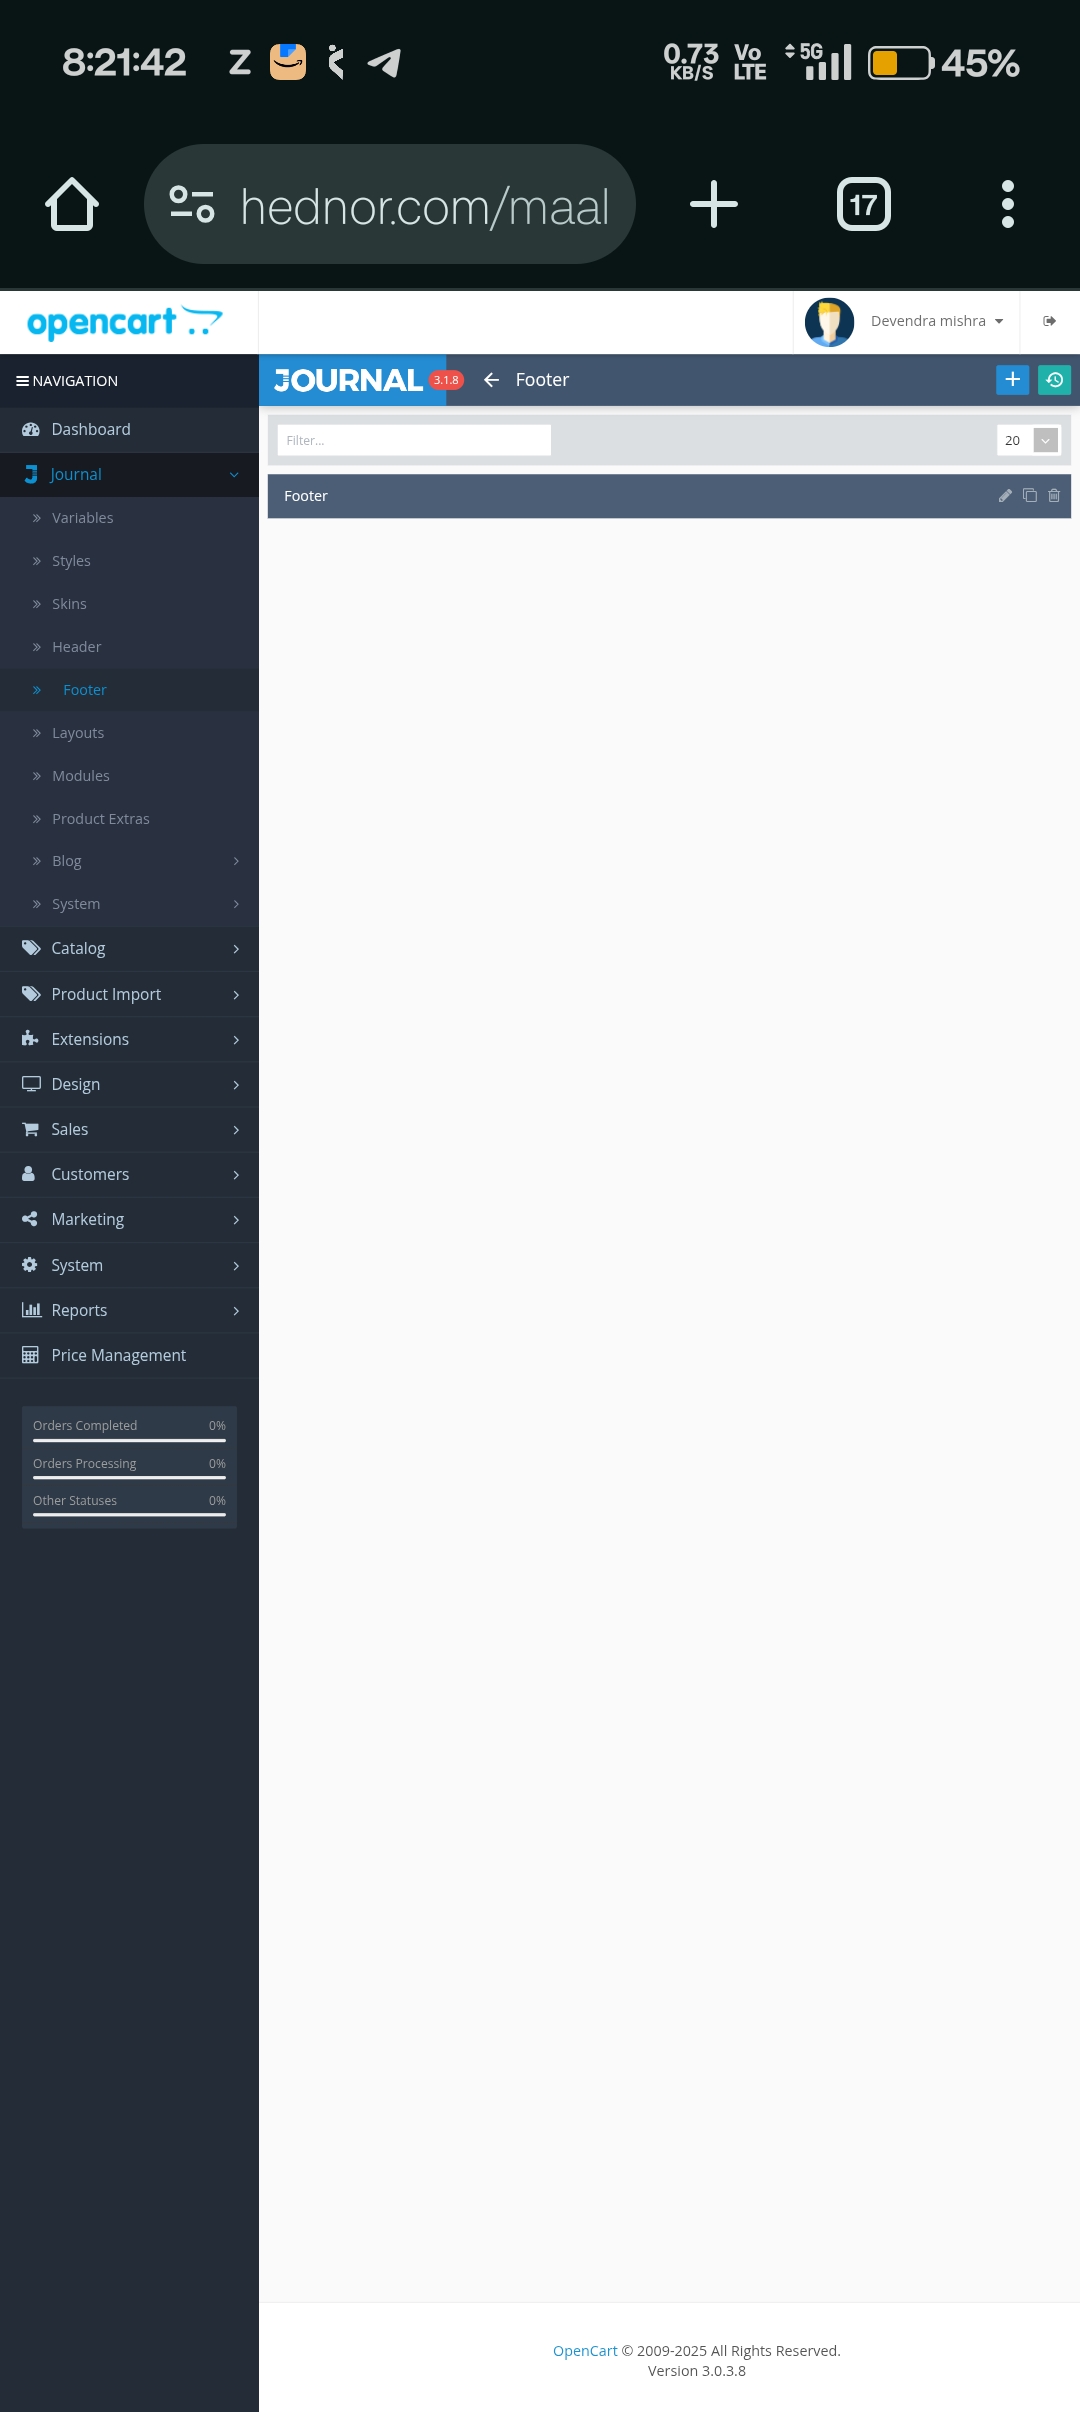 8:21:42
0.73 KB/S
Vo LTE
5G
45%
hednor.com/maal
17
opencart
Devendra mishra
NAVIGATION
JOURNAL 3.1.8
Footer
Dashboard
Filter...
20
Journal
Footer
Variables
Styles
Skins
Header
Footer
Layouts
Modules
Product Extras
Blog
System
Catalog
Product Import
Extensions
Design
Sales
Customers
Marketing
System
Reports
Price Management
Orders Completed 0%
Orders Processing 0%
Other Statuses 0%
OpenCart © 2009-2025 All Rights Reserved.
Version 3.0.3.8